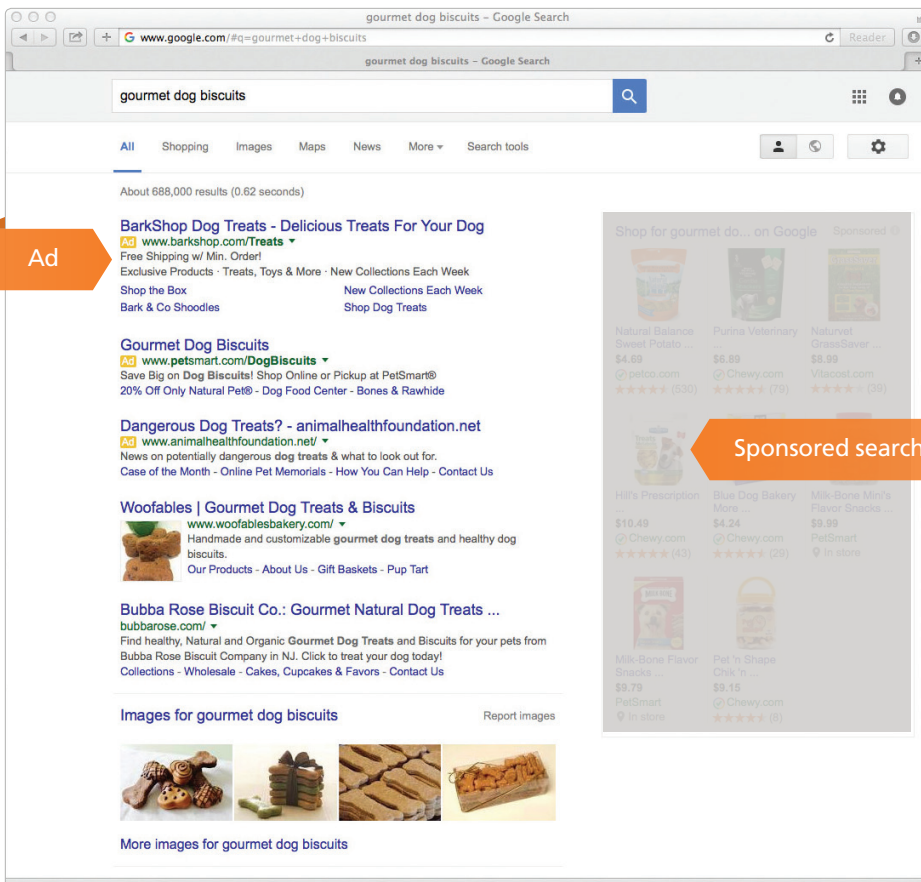 gourmet dog biscuits – Google Search
www.google.com/#q=gourmet+dog+biscuits
Reader
gourmet dog biscuits – Google Search
gourmet dog biscuits
All Shopping Images Maps News More Search tools
About 688,000 results (0.62 seconds)
Ad
BarkShop Dog Treats - Delicious Treats For Your Dog
Ad www.barkshop.com/Treats
Free Shipping w/ Min. Order!
Exclusive Products · Treats, Toys & More · New Collections Each Week
Shop the Box New Collections Each Week
Bark & Co Shoodles Shop Dog Treats
Gourmet Dog Biscuits
Ad www.petsmart.com/DogBiscuits
Save Big on Dog Biscuits! Shop Online or Pickup at PetSmart®
20% Off Only Natural Pet® - Dog Food Center - Bones & Rawhide
Dangerous Dog Treats? - animalhealthfoundation.net
Ad www.animalhealthfoundation.net/
News on potentially dangerous dog treats & what to look out for.
Case of the Month - Online Pet Memorials - How You Can Help - Contact Us
Woofables | Gourmet Dog Treats & Biscuits
www.woofablesbakery.com/
Handmade and customizable gourmet dog treats and healthy dog
biscuits.
Our Products - About Us - Gift Baskets - Pup Tart
Bubba Rose Biscuit Co.: Gourmet Natural Dog Treats ...
bubbarose.com/
Find healthy, Natural and Organic Gourmet Dog Treats and Biscuits for your pets from
Bubba Rose Biscuit Company in NJ. Click to treat your dog today!
Collections - Wholesale - Cakes, Cupcakes & Favors - Contact Us
Images for gourmet dog biscuits Report images
More images for gourmet dog biscuits
Shop for gourmet do... on Google Sponsored
Natural Balance Purina Veterinary Naturvet
Sweet Potato ... ... GrassSaver ...
$4.69 $6.89 $8.99
petco.com Chewy.com Vitacost.com
(530) (79) (39)
Sponsored search
Hill's Prescription Blue Dog Bakery Milk-Bone Mini's
... More ... Flavor Snacks ...
$10.49 $4.24 $9.99
Chewy.com Chewy.com PetSmart
(43) (29) In store
Milk-Bone Flavor Pet 'n Shape
Snacks ... Chik 'n ...
$9.79 $9.15
PetSmart Chewy.com
In store (6)